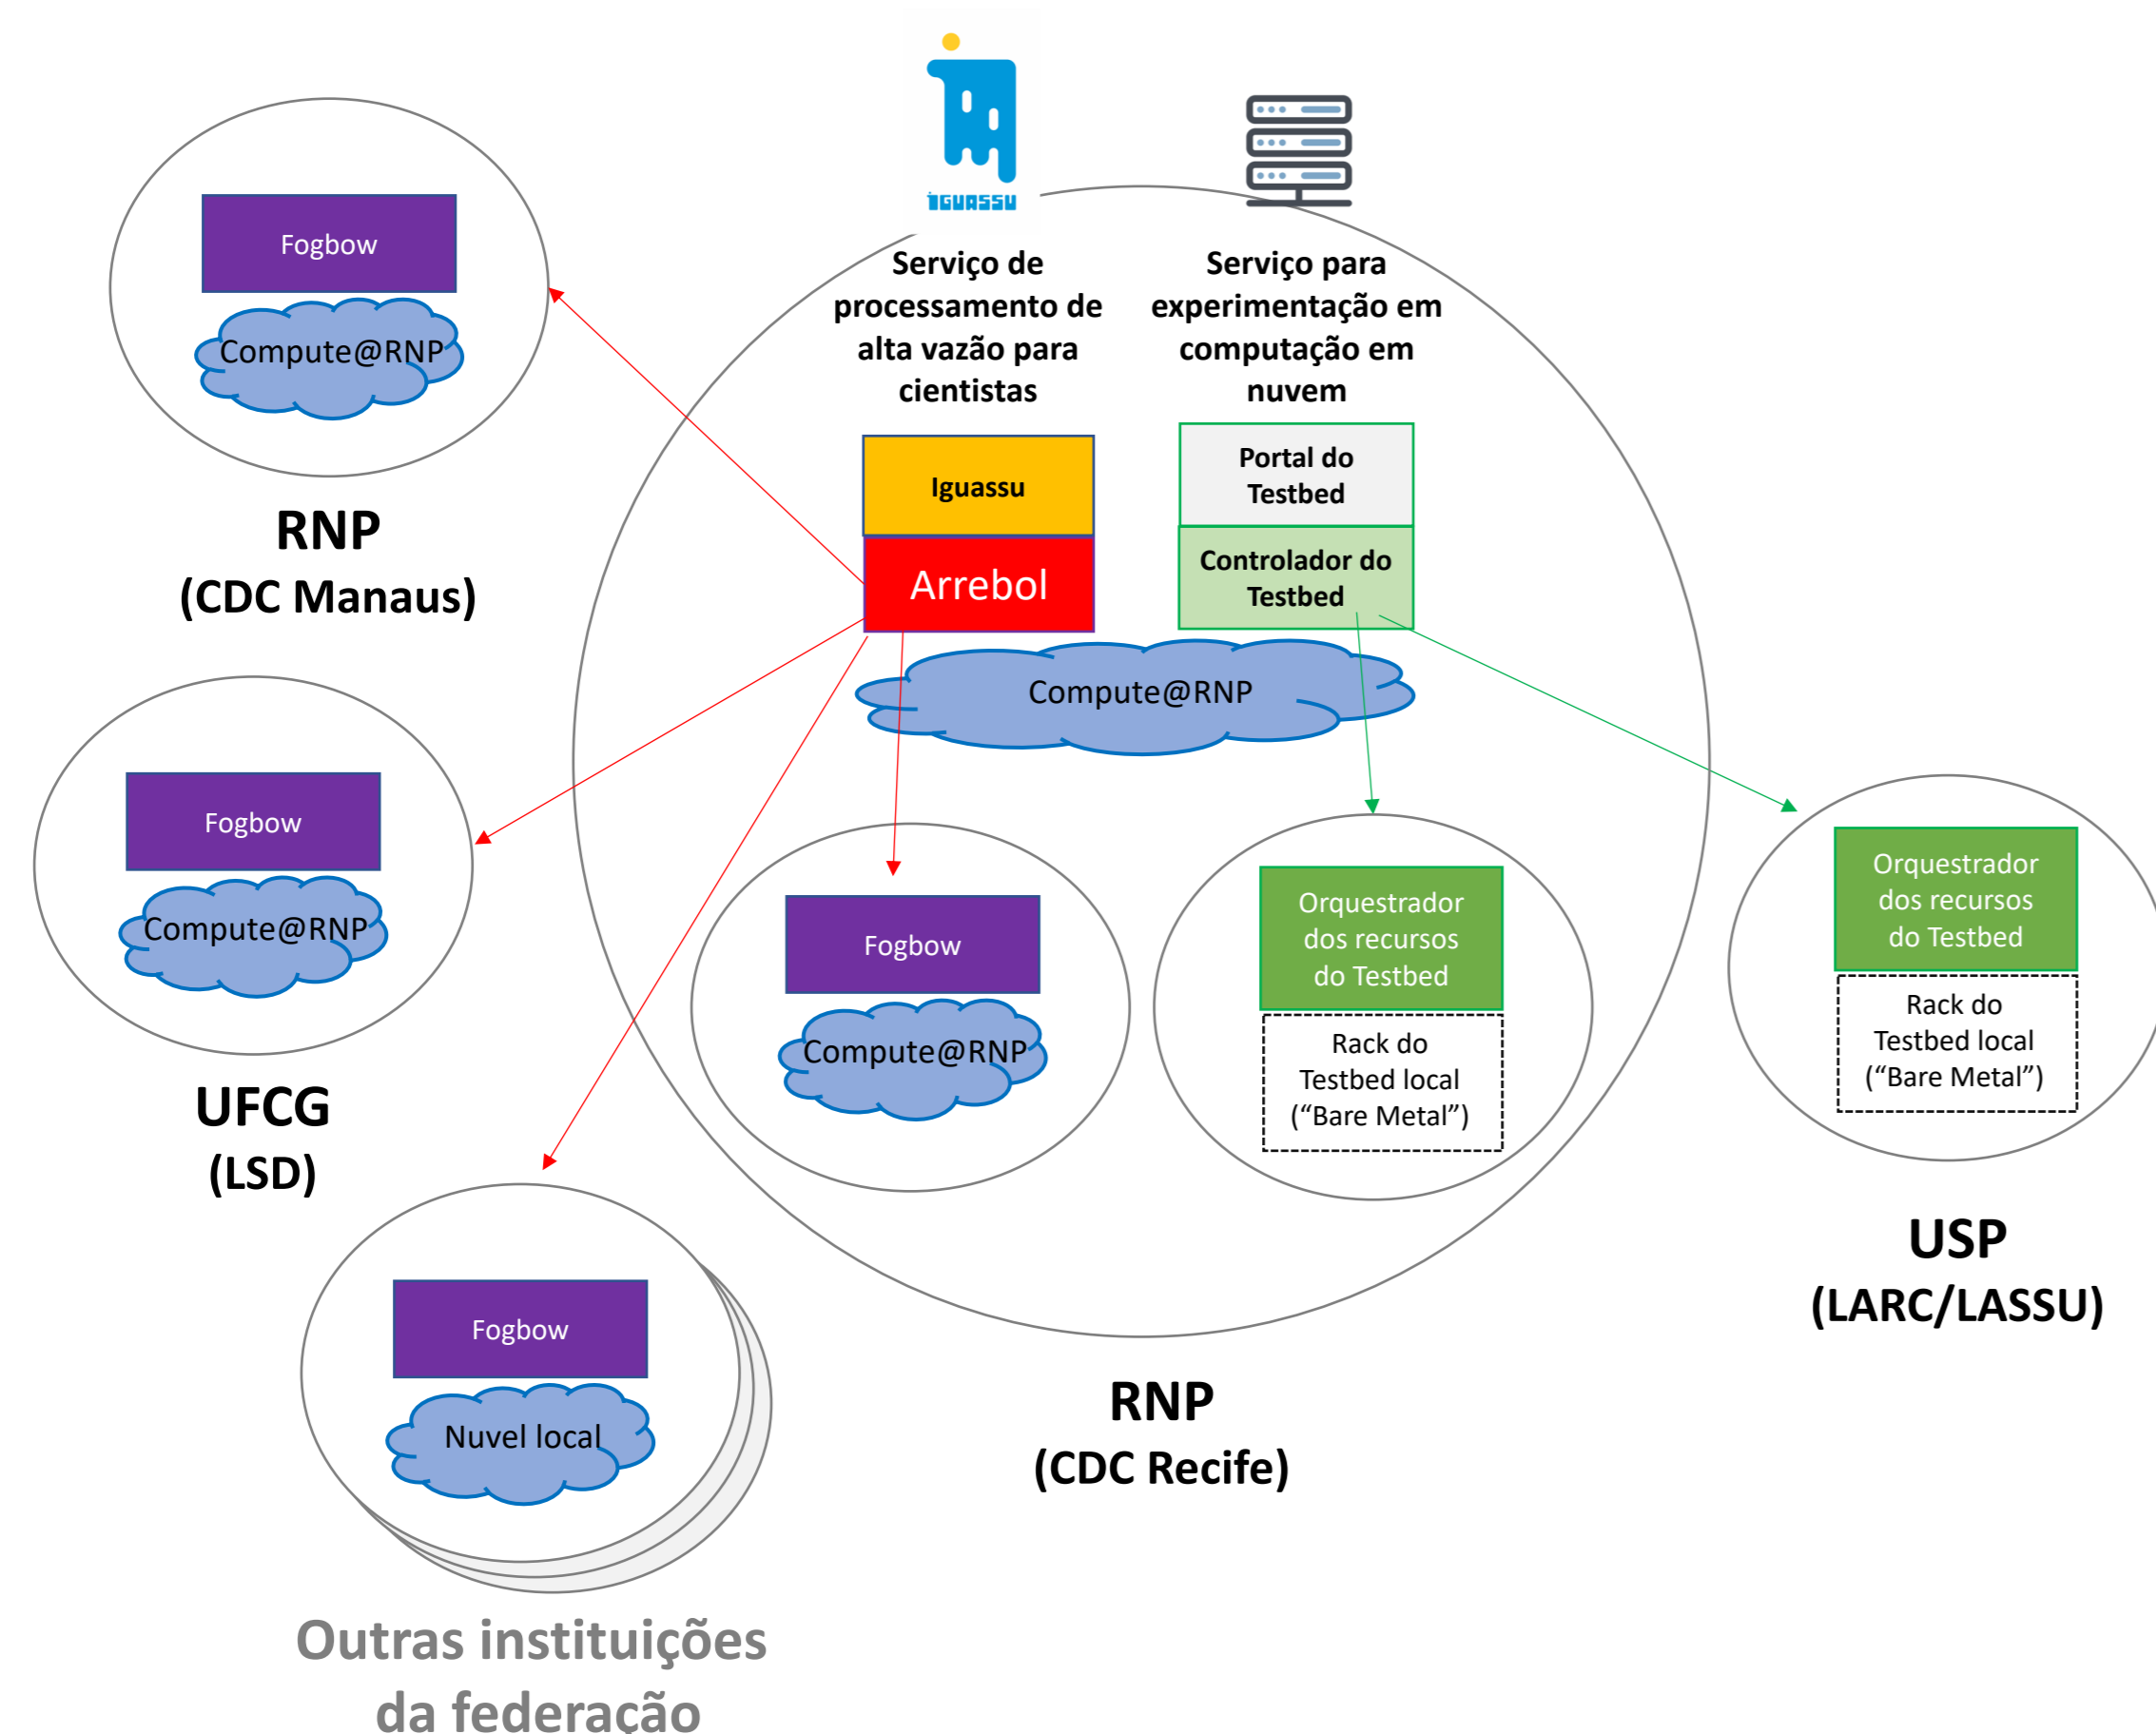 IGUASSU
Serviço de
processamento de
alta vazão para
cientistas
Serviço para
experimentação em
computação em
nuvem
Fogbow
Compute@RNP
RNP
(CDC Manaus)
Iguassu
Arrebol
Portal do
Testbed
Controlador do
Testbed
Compute@RNP
Fogbow
Compute@RNP
UFCG
(LSD)
Fogbow
Compute@RNP
Orquestrador
dos recursos
do Testbed
Rack do
Testbed local
(“Bare Metal”)
Orquestrador
dos recursos
do Testbed
Rack do
Testbed local
(“Bare Metal”)
USP
(LARC/LASSU)
Fogbow
Nuvel local
RNP
(CDC Recife)
Outras instituições
da federação